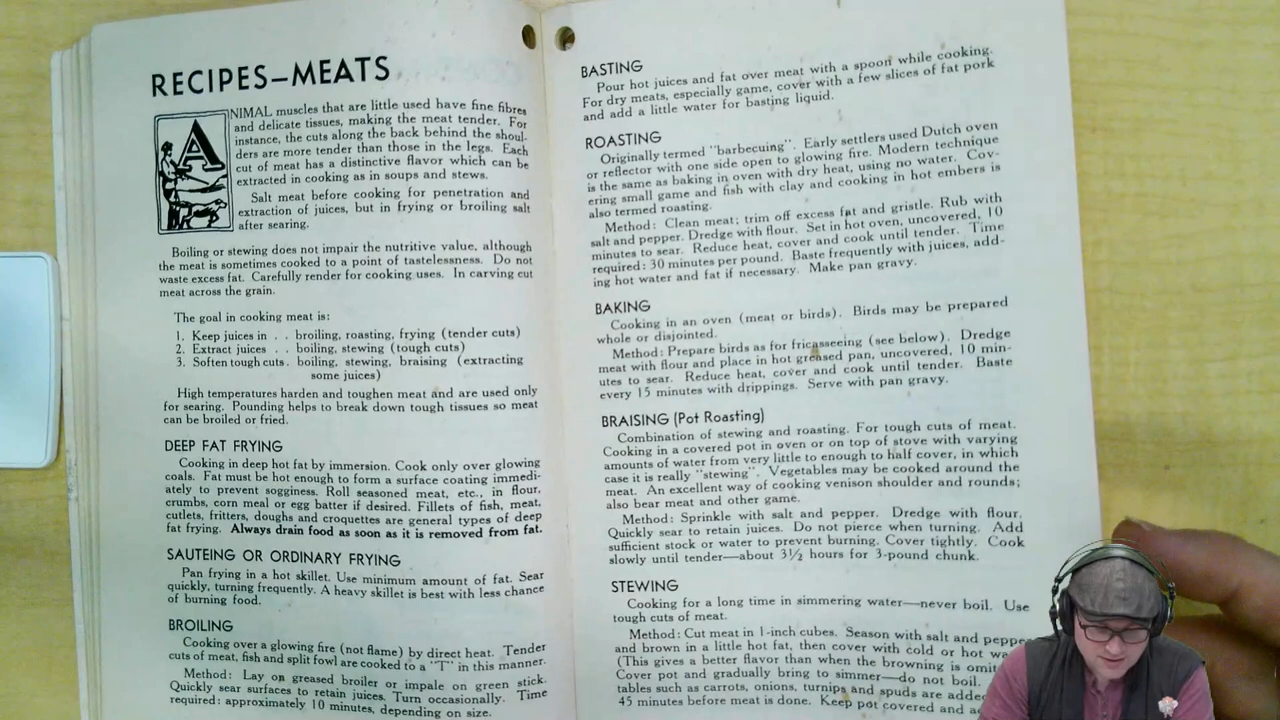 RECIPES—MEATS
ANIMAL muscles that are little used have fine fibres
and delicate tissues, making the meat tender. For
instance, the cuts along the back behind the shoul-
ders are more tender than those in the legs. Each
cut of meat has a distinctive flavor which can be
extracted in cooking as in soups and stews.
Salt meat before cooking for penetration and
extraction of juices, but in frying or broiling salt
after searing.
Boiling or stewing does not impair the nutritive value, although
the meat is sometimes cooked to a point of tastelessness. Do not
waste excess fat. Carefully render for cooking uses. In carving cut
meat across the grain.
The goal in cooking meat is:
1. Keep juices in . . broiling, roasting, frying (tender cuts)
2. Extract juices . . boiling, stewing (tough cuts)
3. Soften tough cuts. boiling, stewing, braising (extracting
some juices)
High temperatures harden and toughen meat and are used only
for searing. Pounding helps to break down tough tissues so meat
can be broiled or fried.
DEEP FAT FRYING
Cooking in deep hot fat by immersion. Cook only over glowing
coals. Fat must be hot enough to form a surface coating immedi-
ately to prevent sogginess. Roll seasoned meat, etc., in flour,
crumbs, corn meal or egg batter if desired. Fillets of fish, meat,
cutlets, fritters, doughs and croquettes are general types of deep
fat frying. Always drain food as soon as it is removed from fat.
SAUTEING OR ORDINARY FRYING
Pan frying in a hot skillet. Use minimum amount of fat. Sear
quickly, turning frequently. A heavy skillet is best with less chance
of burning food.
BROILING
Cooking over a glowing fire (not flame) by direct heat. Tender
cuts of meat, fish and split fowl are cooked to a "T" in this manner.
Method: Lay on greased broiler or impale on green stick.
Quickly sear surfaces to retain juices. Turn occasionally. Time
required: approximately 10 minutes, depending on size.
BASTING
Pour hot juices and fat over meat with a spoon while cooking.
For dry meats, especially game, cover with a few slices of fat pork
and add a little water for basting liquid.
ROASTING
Originally termed "barbecuing". Early settlers used Dutch oven
or reflector with one side open to glowing fire. Modern technique
is the same as baking in oven with dry heat, using no water. Cov-
ering small game and fish with clay and cooking in hot embers is
also termed roasting.
Method: Clean meat; trim off excess fat and gristle. Rub with
salt and pepper. Dredge with flour. Set in hot oven, uncovered, 10
minutes to sear. Reduce heat, cover and cook until tender. Time
required: 30 minutes per pound. Baste frequently with juices, add-
ing hot water and fat if necessary. Make pan gravy.
BAKING
Cooking in an oven (meat or birds). Birds may be prepared
whole or disjointed.
Method: Prepare birds as for fricasseeing (see below). Dredge
meat with flour and place in hot greased pan, uncovered, 10 min-
utes to sear. Reduce heat, cover and cook until tender. Baste
every 15 minutes with drippings. Serve with pan gravy.
BRAISING (Pot Roasting)
Combination of stewing and roasting. For tough cuts of meat.
Cooking in a covered pot in oven or on top of stove with varying
amounts of water from very little to enough to half cover, in which
case it is really "stewing". Vegetables may be cooked around the
meat. An excellent way of cooking venison shoulder and rounds;
also bear meat and other game.
Method: Sprinkle with salt and pepper. Dredge with flour.
Quickly sear to retain juices. Do not pierce when turning. Add
sufficient stock or water to prevent burning. Cover tightly. Cook
slowly until tender—about 3½ hours for 3-pound chunk.
STEWING
Cooking for a long time in simmering water—never boil. Use
tough cuts of meat.
Method: Cut meat in 1-inch cubes. Season with salt and pepper
and brown in a little hot fat, then cover with cold or hot
(This gives a better flavor than when the browning is
Cover pot and gradually bring to simmer—do not boil.
tables such as carrots, onions, turnips and spuds are
45 minutes before meat is done. Keep pot covered and